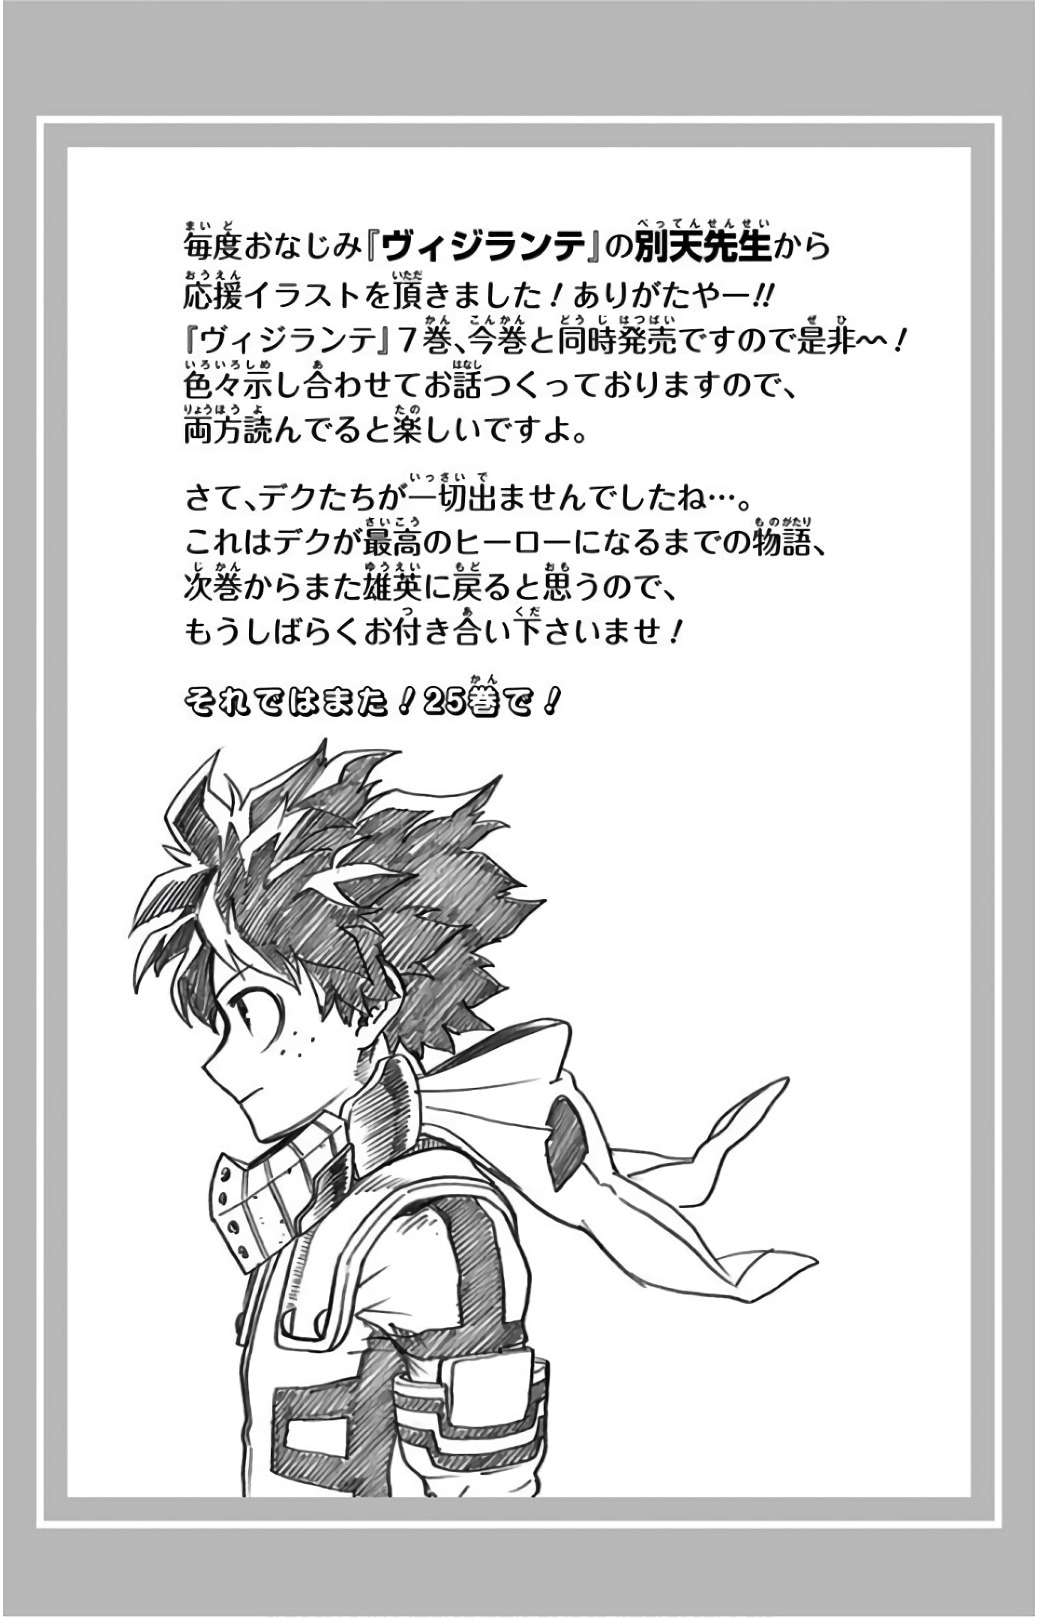 毎度おなじみ『ヴィジランテ』の別天先生から
応援イラストを頂きました！ありがたやー!!
『ヴィジランテ』７巻、今巻と同時発売ですので是非〜！
色々示し合わせてお話つくっておりますので、
両方読んでると楽しいですよ。
さて、デクたちが一切出ませんでしたね…。
これはデクが最高のヒーローになるまでの物語、
次巻からまた雄英に戻ると思うので、
もうしばらくお付き合い下さいませ！
それではまた！25巻で！